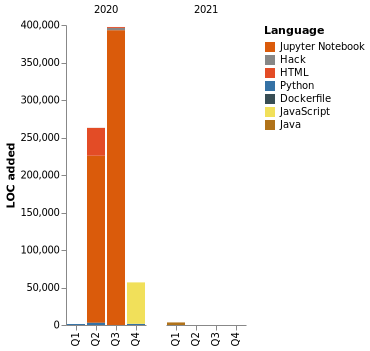 2020
2021
LOC added
400,000
350,000
300,000
250,000
200,000
150,000
100,000
50,000
0
Q1
Q2
Q3
Q4
Q1
Q2
Q3
Q4
Language
Jupyter Notebook
Hack
HTML
Python
Dockerfile
JavaScript
Java